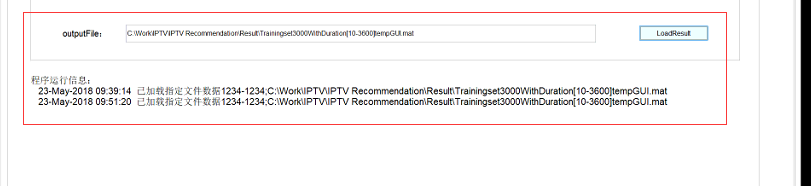 outputFile: C:\Work\IPTV\IPTV Recommendation\Result\Trainingset3000WithDuration[10-3600]tempGUI.mat LoadResult
程序运行信息：
23-May-2018 09:39:14 已加载指定文件数据1234-1234;C:\Work\IPTV\IPTV Recommendation\Result\Trainingset3000WithDuration[10-3600]tempGUI.mat
23-May-2018 09:51:20 已加载指定文件数据1234-1234;C:\Work\IPTV\IPTV Recommendation\Result\Trainingset3000WithDuration[10-3600]tempGUI.mat